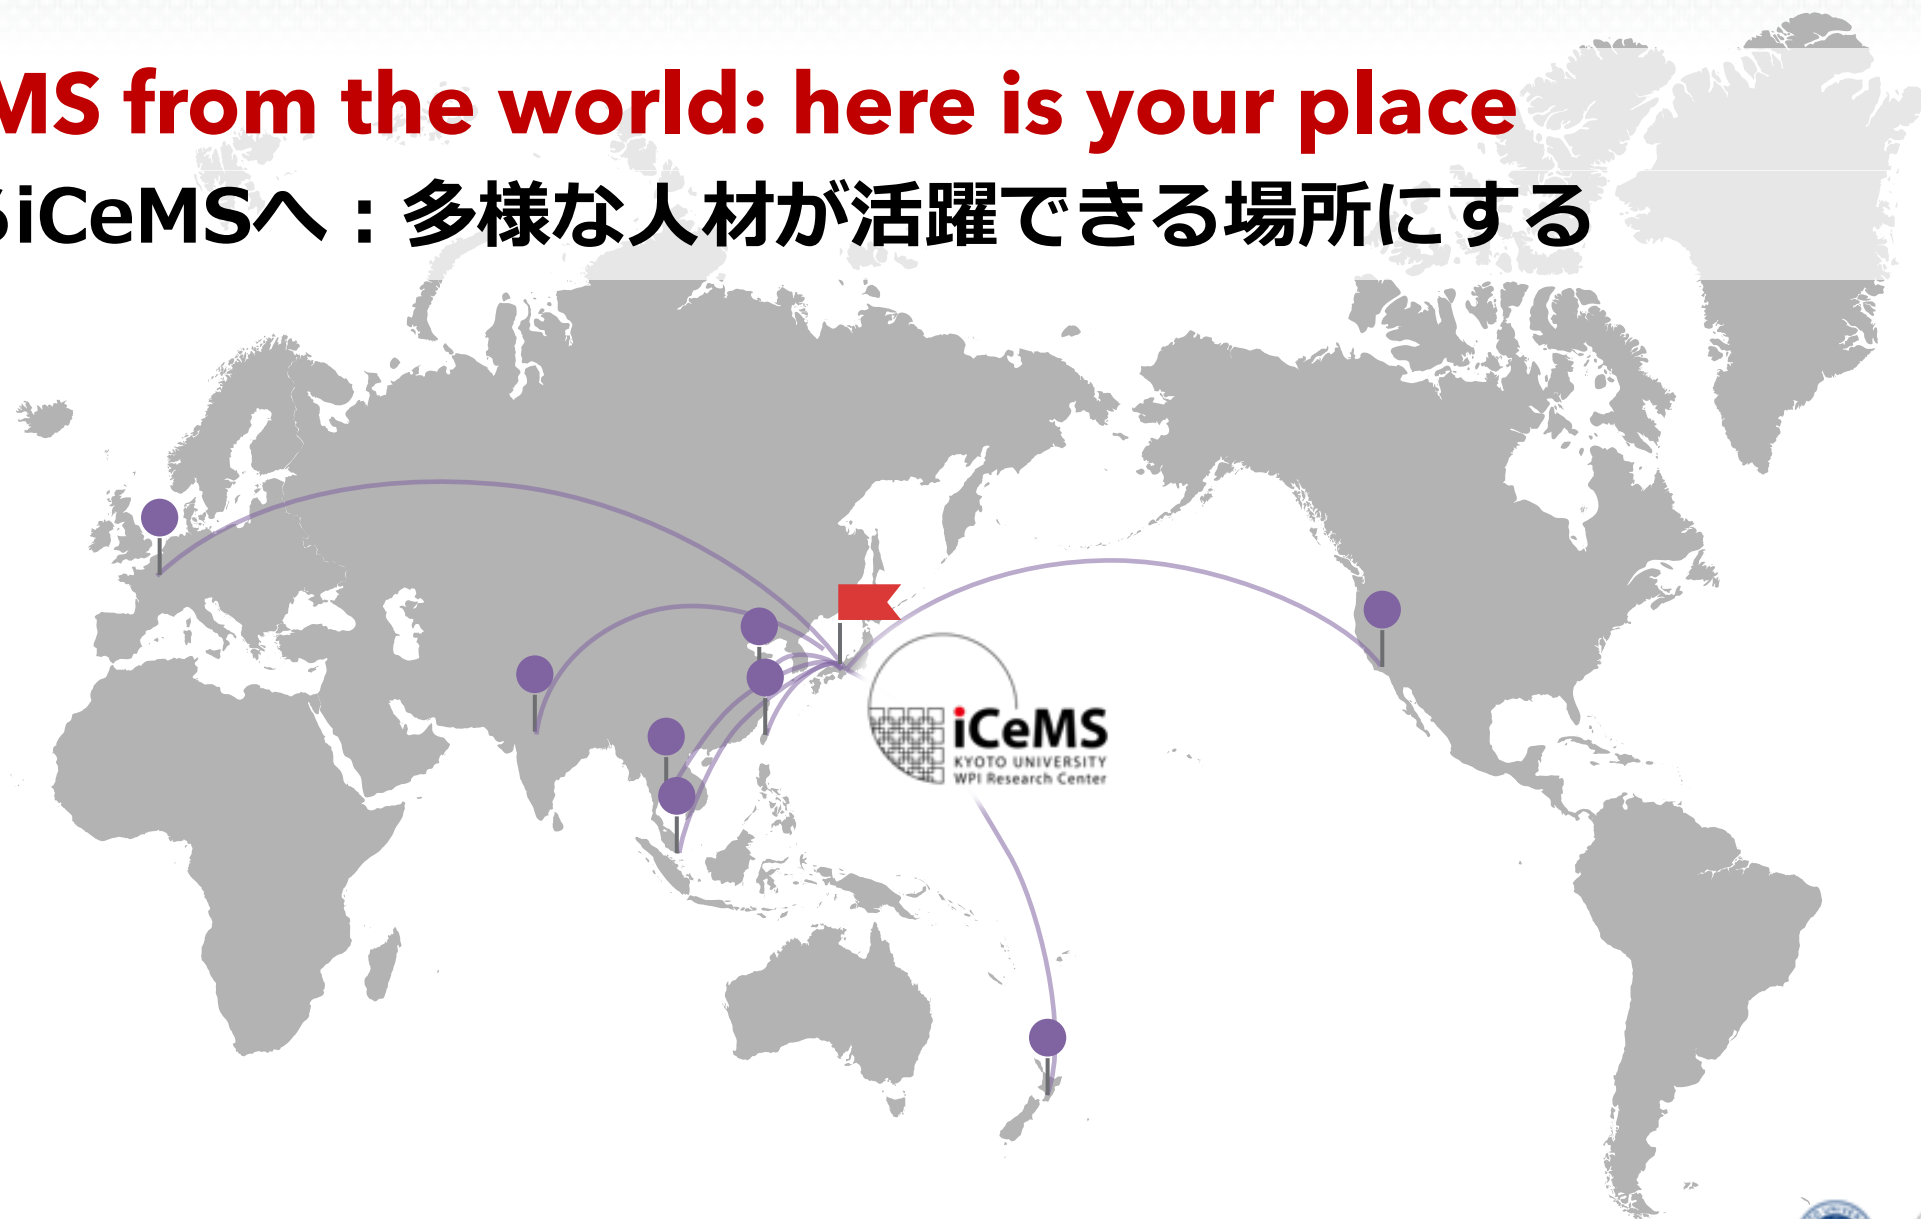 MS from the world: here is your place
iCeMSへ：多様な人材が活躍できる場所にする
iCeMS
KYOTO UNIVERSITY
WPI Research Center